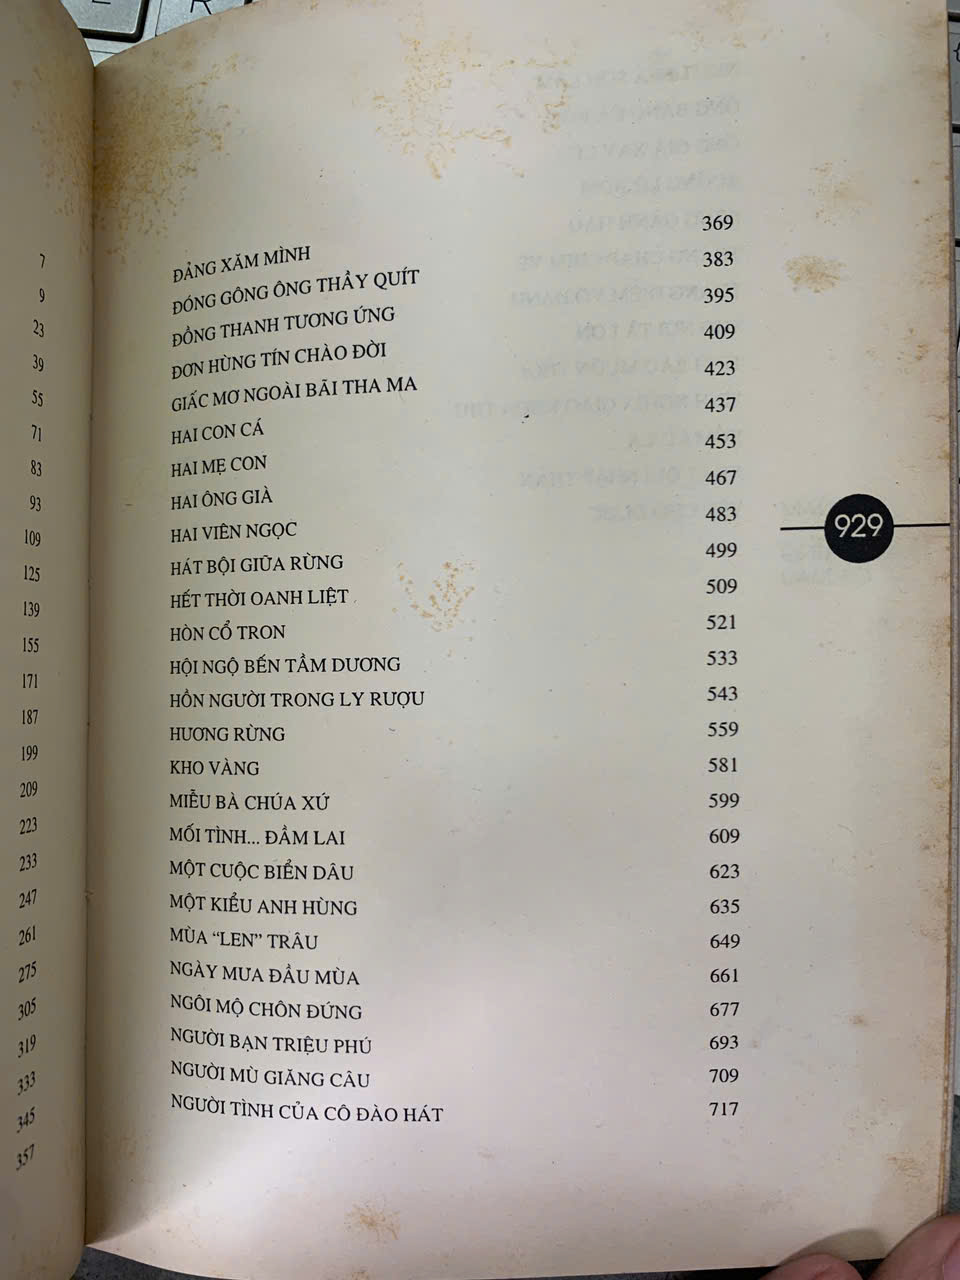 7
9
23
39
55
71
83
93
109
125
139
155
171
187
199
209
223
233
247
261
275
305
319
333
345
357
ĐẢNG XĂM MÌNH 369
ĐÓNG GÔNG ÔNG THẦY QUÍT 383
ĐỒNG THANH TƯƠNG ỨNG 395
ĐƠN HÙNG TÍN CHÀO ĐỜI 409
GIẤC MƠ NGOÀI BÃI THA MA 423
HAI CON CÁ 437
HAI MẸ CON 453
HAI ÔNG GIÀ 467
HAI VIÊN NGỌC 483
HÁT BỘI GIỮA RỪNG 499
HẾT THỜI OANH LIỆT 509
HÒN CỔ TRON 521
HỘI NGỘ BẾN TẦM DƯƠNG 533
HỒN NGƯỜI TRONG LY RƯỢU 543
HƯƠNG RỪNG 559
KHO VÀNG 581
MIỄU BÀ CHÚA XỨ 599
MỐI TÌNH... ĐẦM LAI 609
MỘT CUỘC BIỂN DÂU 623
MỘT KIỂU ANH HÙNG 635
MÙA “LEN” TRÂU 649
NGÀY MƯA ĐẦU MÙA 661
NGÔI MỘ CHÔN ĐỨNG 677
NGƯỜI BẠN TRIỆU PHÚ 693
NGƯỜI MÙ GIĂNG CÂU 709
NGƯỜI TÌNH CỦA CÔ ĐÀO HÁT 717
929